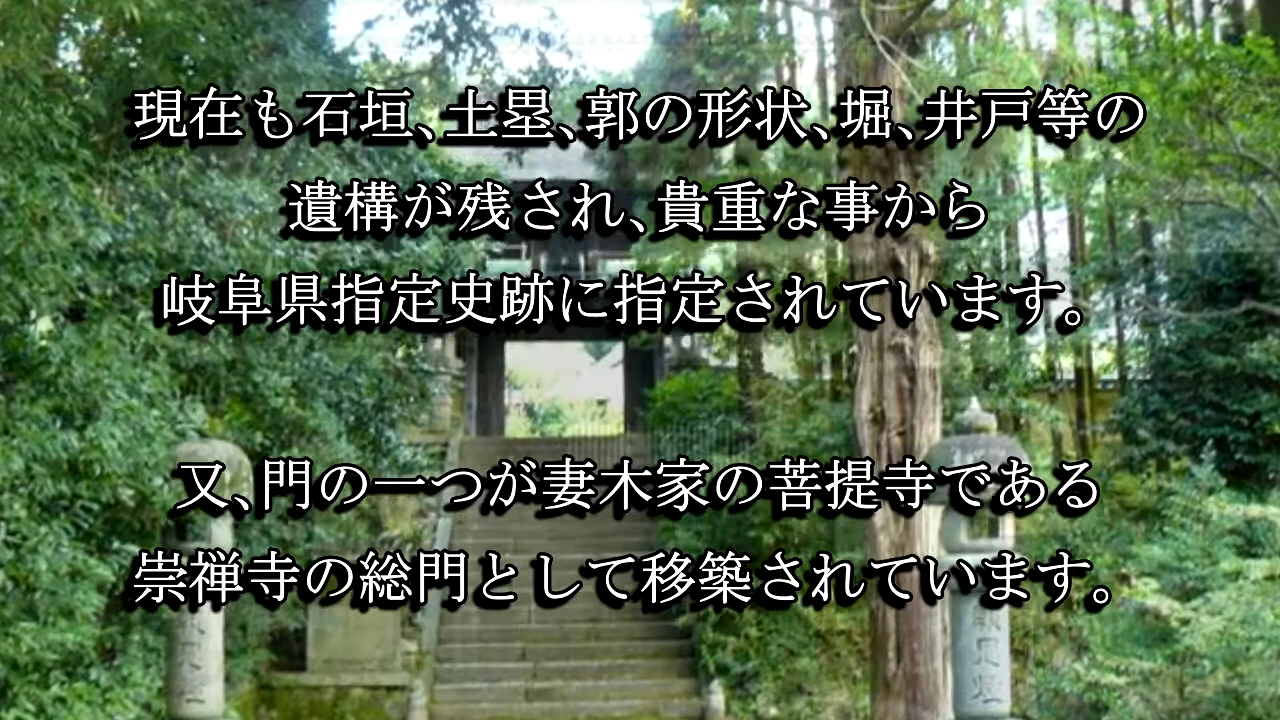 現在も石垣、土塁、郭の形状、堀、井戸等の
遺構が残され、貴重な事から
岐阜県指定史跡に指定されています。
又、門の一つが妻木家の菩提寺である
崇禅寺の総門として移築されています。